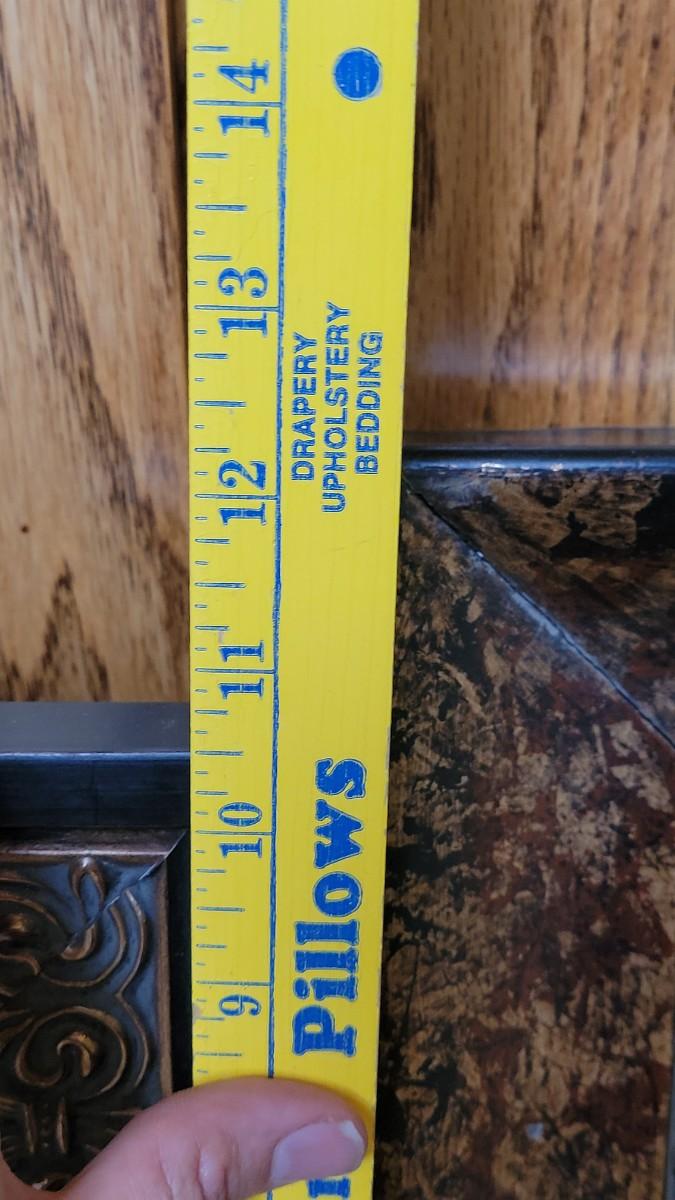 14
13
12
11
10
9
DRAPERY
UPHOLSTERY
BEDDING
Pillows